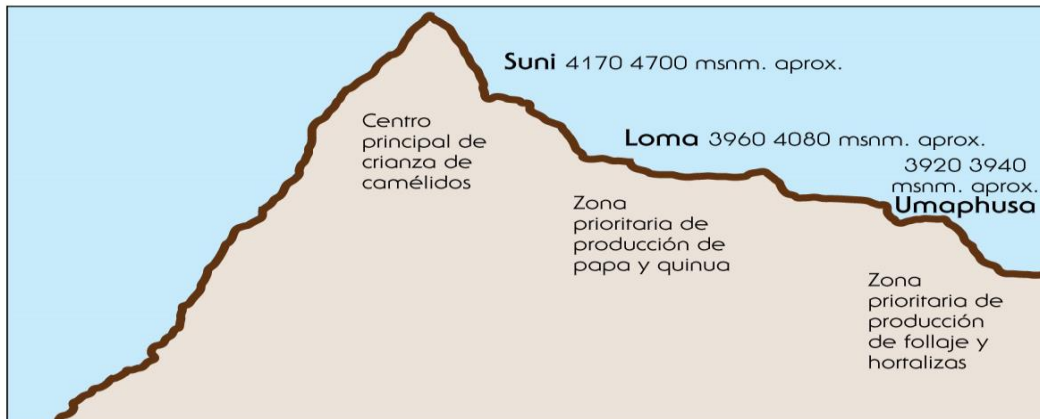 Suni 4170 4700 msnm. aprox.
Centro
principal de
crianza de
camélidos
Loma 3960 4080 msnm. aprox.
Zona
prioritaria de
producción de
papa y quinua
3920 3940
msnm. aprox.
Umaphusa
Zona
prioritaria de
producción
de follaje y
hortalizas